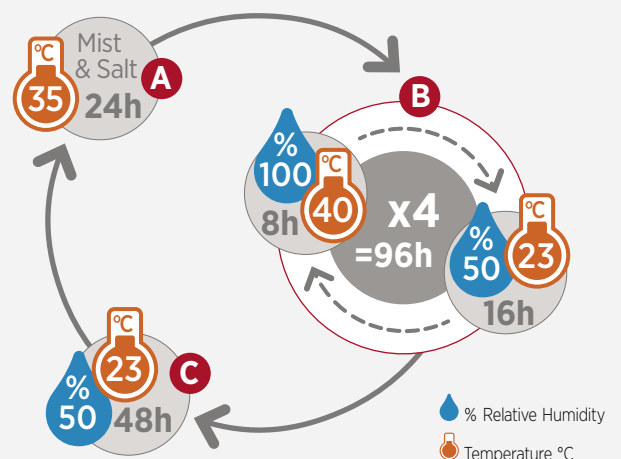 °C
35
Mist
& Salt
24h
A
B
%
100
8h
°C
40
x4
=96h
%
50
°C
23
16h
°C
23
%
50
48h
C
% Relative Humidity
Temperature °C